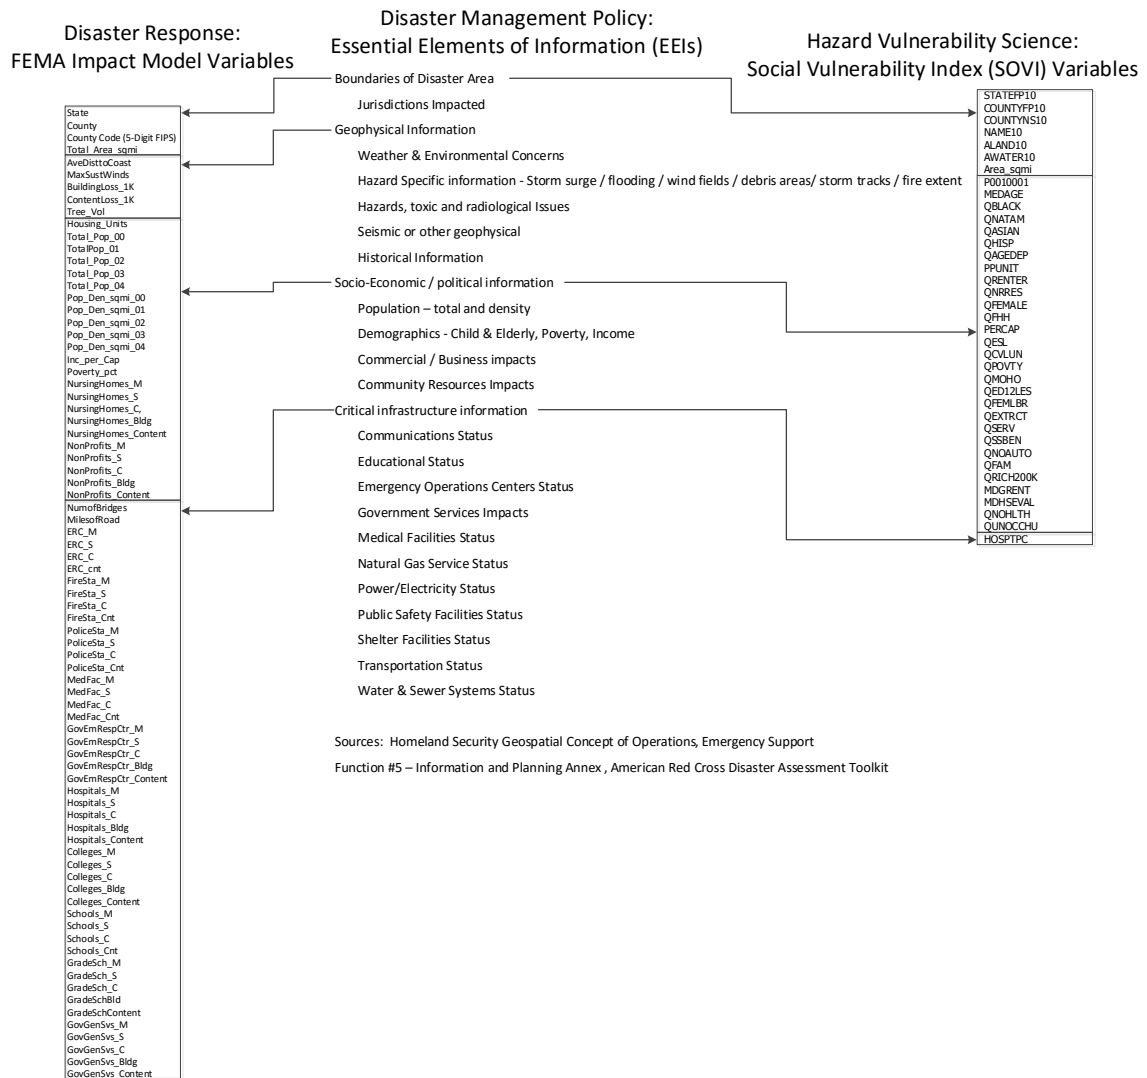 Disaster Response:
FEMA Impact Model Variables
Disaster Management Policy:
Essential Elements of Information (EEIs)
Hazard Vulnerability Science:
Social Vulnerability Index (SOVI) Variables
State
County
County Code (5-Digit FIPS)
Total_Area_sqmi
AveDisttoCoast
MaxSustWinds
BuildingLoss_1K
ContentLoss_1K
Tree_Vol
Housing_Units
Total_Pop_00
TotalPop_01
Total_Pop_02
Total_Pop_03
Total_Pop_04
Pop_Den_sqmi_00
Pop_Den_sqmi_01
Pop_Den_sqmi_02
Pop_Den_sqmi_03
Pop_Den_sqmi_04
Inc_per_Cap
Poverty_pct
NursingHomes_M
NursingHomes_S
NursingHomes_C,
NursingHomes_Bldg
NursingHomes_Content
NonProfits_M
NonProfits_S
NonProfits_C
NonProfits_Bldg
NonProfits_Content
NumofBridges
MilesofRoad
ERC_M
ERC_S
ERC_C
ERC_cnt
FireSta_M
FireSta_S
FireSta_C
FireSta_Cnt
PoliceSta_M
PoliceSta_S
PoliceSta_C
PoliceSta_Cnt
MedFac_M
MedFac_S
MedFac_C
MedFac_Cnt
GovEmRespCtr_M
GovEmRespCtr_S
GovEmRespCtr_C
GovEmRespCtr_Bldg
GovEmRespCtr_Content
Hospitals_M
Hospitals_S
Hospitals_C
Hospitals_Bldg
Hospitals_Content
Colleges_M
Colleges_S
Colleges_C
Colleges_Bldg
Colleges_Content
Schools_M
Schools_S
Schools_C
Schools_Cnt
GradeSch_M
GradeSch_S
GradeSch_C
GradeSchBld
GradeSchContent
GovGenSvs_M
GovGenSvs_S
GovGenSvs_C
GovGenSvs_Bldg
GovGenSvs_Content
Boundaries of Disaster Area
Jurisdictions Impacted
Geophysical Information
Weather & Environmental Concerns
Hazard Specific information - Storm surge / flooding / wind fields / debris areas/ storm tracks / fire extent
Hazards, toxic and radiological Issues
Seismic or other geophysical
Historical Information
Socio-Economic / political information
Population – total and density
Demographics - Child & Elderly, Poverty, Income
Commercial / Business impacts
Community Resources Impacts
Critical infrastructure information
Communications Status
Educational Status
Emergency Operations Centers Status
Government Services Impacts
Medical Facilities Status
Natural Gas Service Status
Power/Electricity Status
Public Safety Facilities Status
Shelter Facilities Status
Transportation Status
Water & Sewer Systems Status
Sources: Homeland Security Geospatial Concept of Operations, Emergency Support
Function #5 – Information and Planning Annex , American Red Cross Disaster Assessment Toolkit
STATEFP10
COUNTYFP10
COUNTYNS10
NAME10
ALAND10
AWATER10
Area_sqmi
P0010001
MEDAGE
QBLACK
QNATAM
QASIAN
QHISP
QAGEDEP
PPUNIT
QRENTER
QNRRES
QFEMALE
QFHH
PERCAP
QESL
QCVLUN
QPOVTY
QMOHO
QED12LES
QFEMLBR
QEXTRCT
QSERV
QSSBEN
QNOAUTO
QFAM
QRICH200K
MDGRENT
MDHSEVAL
QNOHLTH
QUNOCCHU
HOSPTPC